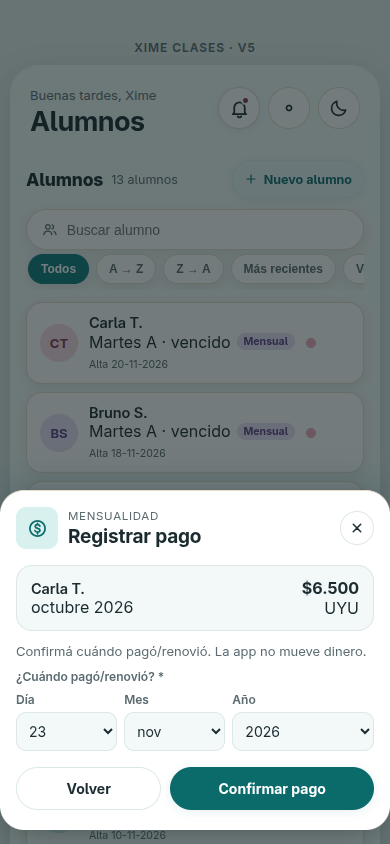 XIME CLASES · V5
Buenas tardes, Xime
Alumnos
Alumnos 13 alumnos
+ Nuevo alumno
Buscar alumno
Todos A → Z Z → A Más recientes V
CT
Carla T.
Martes A · vencido Mensual
Alta 20-11-2026
BS
Bruno S.
Martes A · vencido Mensual
Alta 18-11-2026
MENSUALIDAD
Registrar pago
Carla T. $6.500
octubre 2026 UYU
Confirmá cuándo pagó/renovió. La app no mueve dinero.
¿Cuándo pagó/renovió? *
Día Mes Año
23 nov 2026
Volver Confirmar pago
Alta 10-11-2026